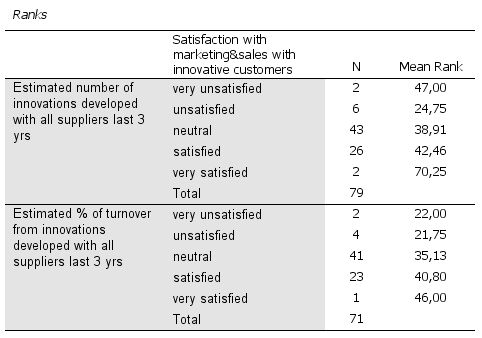 Ranks
Satisfaction with
marketing&sales with
innovative customers N Mean Rank
Estimated number of very unsatisfied 2 47,00
innovations developed unsatisfied 6 24,75
with all suppliers last 3 neutral 43 38,91
yrs satisfied 26 42,46
very satisfied 2 70,25
Total 79
Estimated % of turnover very unsatisfied 2 22,00
from innovations unsatisfied 4 21,75
developed with all neutral 41 35,13
suppliers last 3 yrs satisfied 23 40,80
very satisfied 1 46,00
Total 71